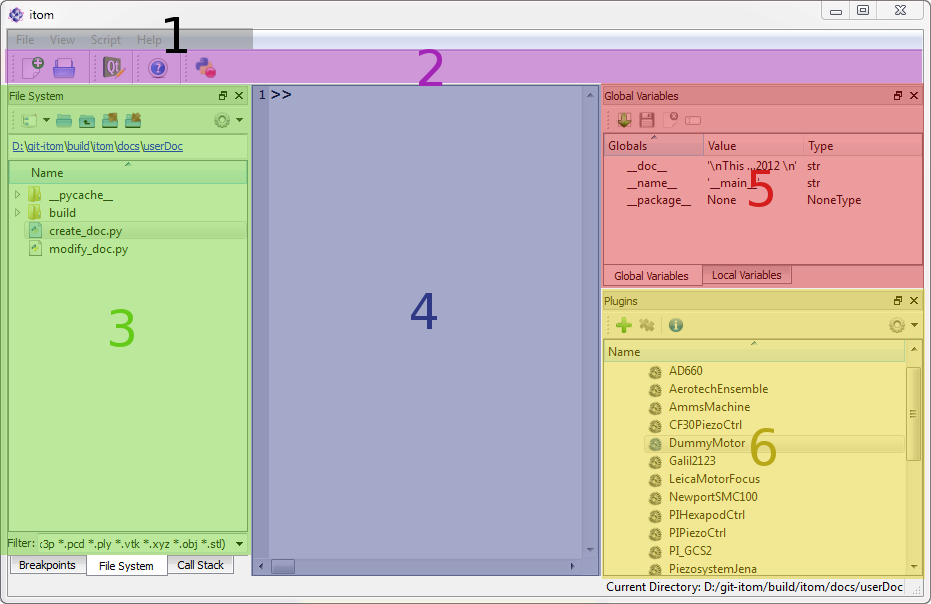 itom
File View Script Help
1
2
File System
D:\git-itom\build\itom\docs\userDoc
Name
__pycache__
build
create_doc.py
modify_doc.py
3
Filter: *.pcd *.ply *.vtk *.xyz *.obj *.stl)
Breakpoints File System Call Stack
1 >>
4
Global Variables
Globals Value Type
__doc__ '\nThis ...2012 \n' str
__name__ '__main__' str
__package__ None NoneType
5
Global Variables Local Variables
Plugins
Name
AD660
AerotechEnsemble
AmmsMachine
CF30PiezoCtrl
DummyMotor
Galil2123
LeicaMotorFocus
NewportSMC100
PIHexapodCtrl
PIPiezoCtrl
PI_GCS2
PiezosystemJena
6
Current Directory: D:/git-itom/build/itom/docs/userDoc